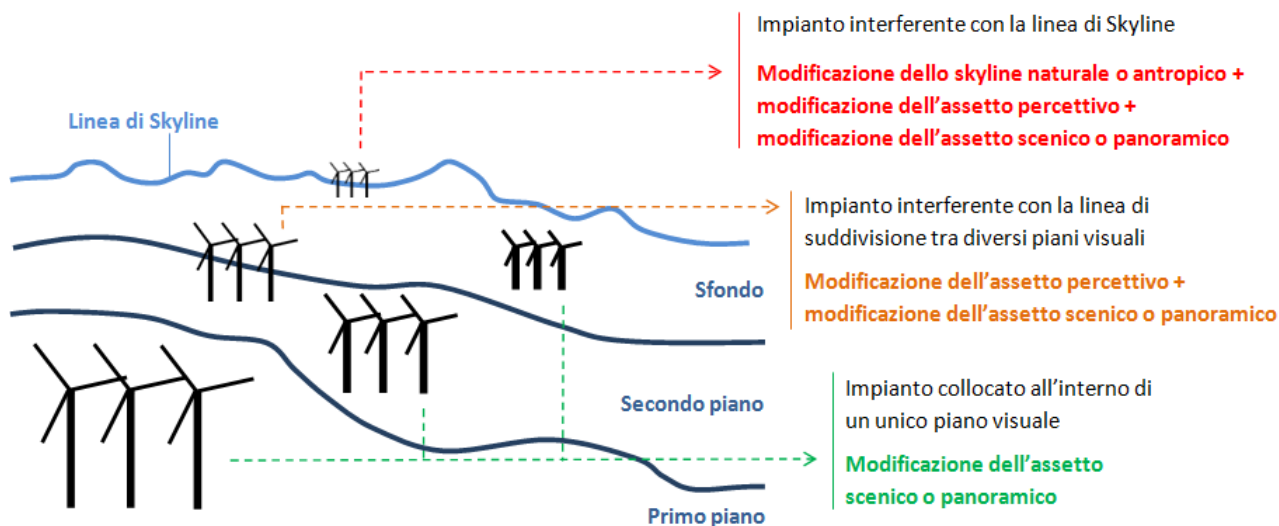 Impianto interferente con la linea di Skyline
Modificazione dello skyline naturale o antropico +
modificazione dell'assetto percettivo +
modificazione dell'assetto scenico o panoramico
Linea di Skyline
Impianto interferente con la linea di
suddivisione tra diversi piani visuali
Modificazione dell'assetto percettivo +
modificazione dell'assetto scenico o panoramico
Sfondo
Impianto collocato all'interno di
un unico piano visuale
Modificazione dell'assetto
scenico o panoramico
Secondo piano
Primo piano